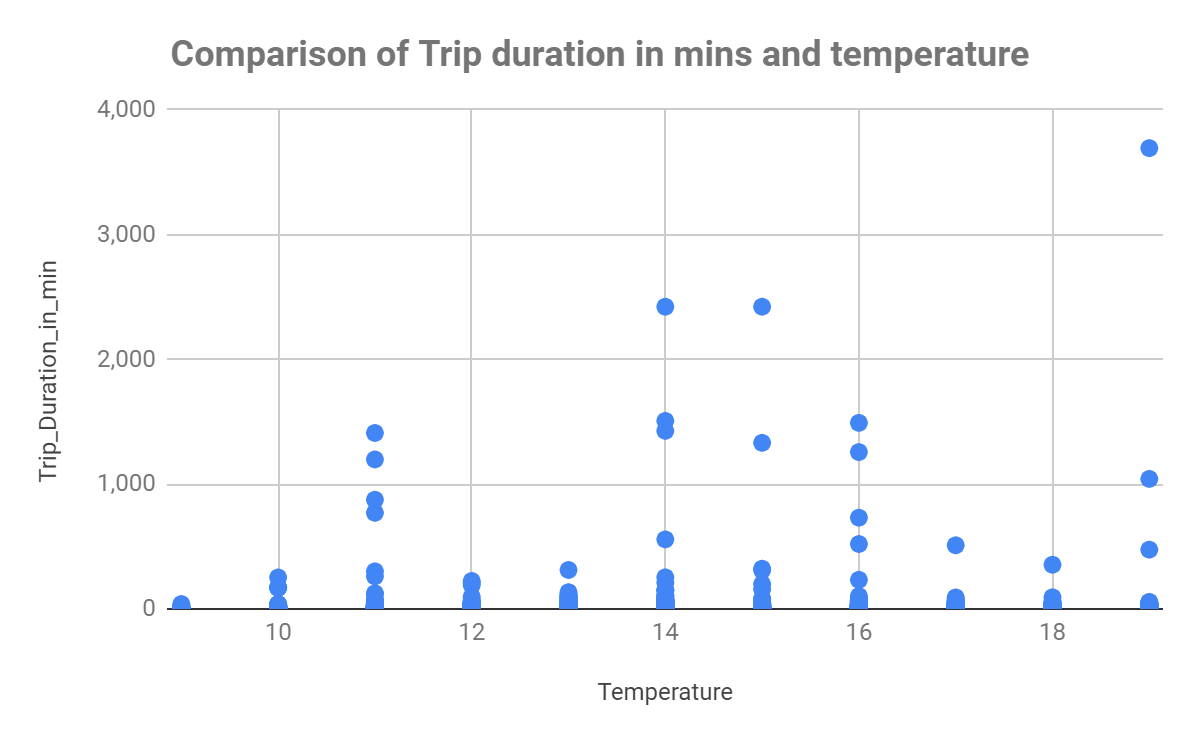 Comparison of Trip duration in mins and temperature
4,000
3,000
2,000
1,000
0
Trip_Duration_in_min
10 12 14 16 18
Temperature